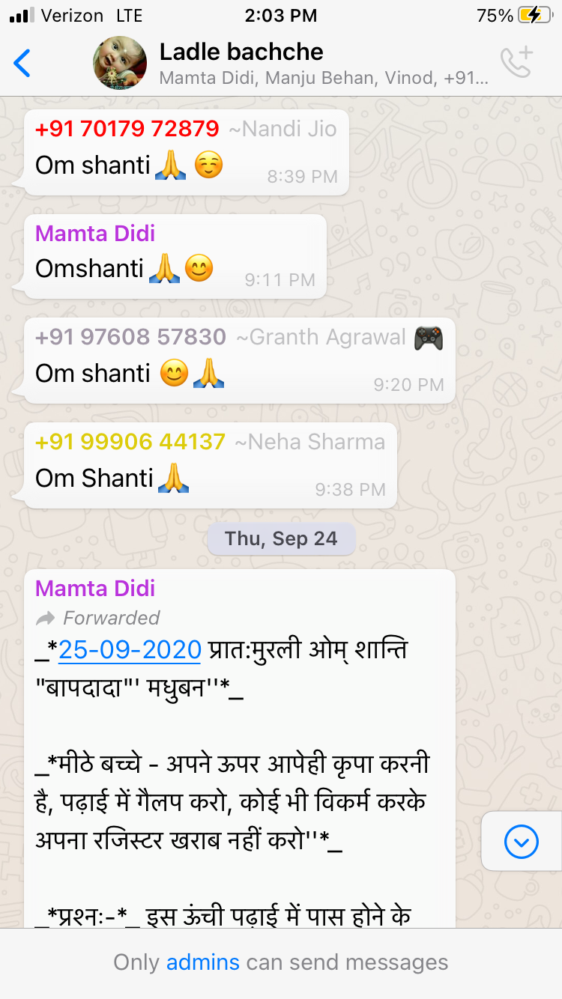 Verizon LTE 2:03 PM 75%
Ladle bachche
Mamta Didi, Manju Behan, Vinod, +91...
+91 70179 72879 ~Nandi Jio
Om shanti🙏☺️
8:39 PM
Mamta Didi
Omshanti🙏😊
9:11 PM
+91 97608 57830 ~Granth Agrawal 🎮
Om shanti 😊🙏
9:20 PM
+91 99906 44137 ~Neha Sharma
Om Shanti🙏
9:38 PM
Thu, Sep 24
Mamta Didi
Forwarded
_*25-09-2020 प्रात:मुरली ओम् शान्ति
"बापदादा"' मधुबन''*_
_*मीठे बच्चे - अपने ऊपर आपेही कृपा करनी
है, पढ़ाई में गैलप करो, कोई भी विकर्म करके
अपना रजिस्टर खराब नहीं करो''*_
_*प्रश्नः-*_ इस ऊंची पढ़ाई में पास होने के
Only admins can send messages